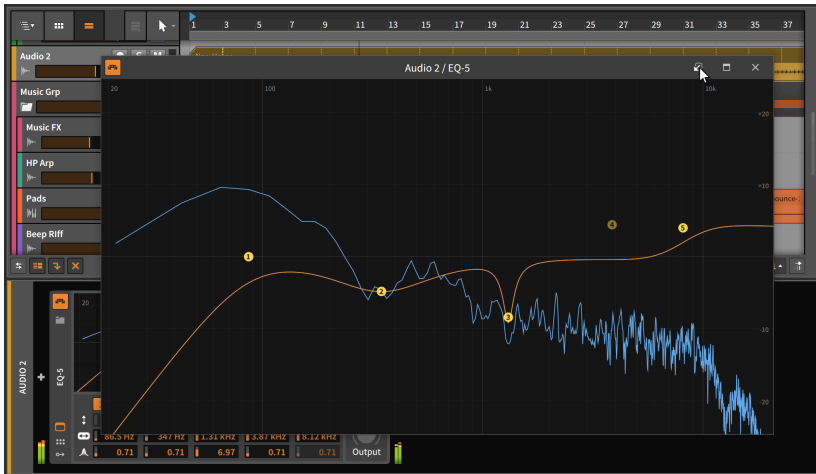 1 3 5 7 9 11 13 15 17 19 21 23 25 27 29 31 33 35 37
Audio 2
S M
Audio 2 / EQ-5
Music Grp
20 100 1k 10k
+20
Music FX
HP Arp
+10
Pads
ounce-
Beep RIff
1 2 3 4 5
-10
-20
20
AUDIO 2
+
EQ-5
86.5 Hz 347 Hz 1.31 kHz 3.87 kHz 8.12 kHz
0.71 0.71 6.97 0.71 0.71
Output